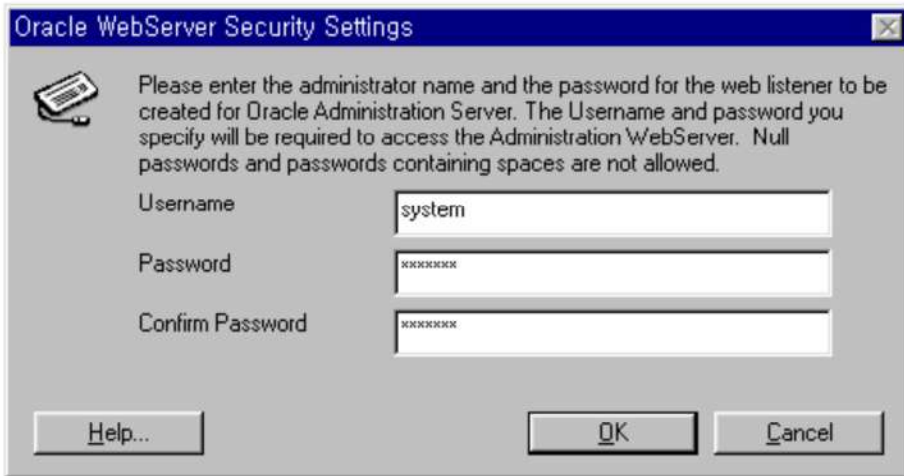 Oracle WebServer Security Settings
Please enter the administrator name and the password for the web listener to be
created for Oracle Administration Server. The Username and password you
specify will be required to access the Administration WebServer. Null
passwords and passwords containing spaces are not allowed.
Username
system
Password
*******
Confirm Password
*******
Help...
OK
Cancel